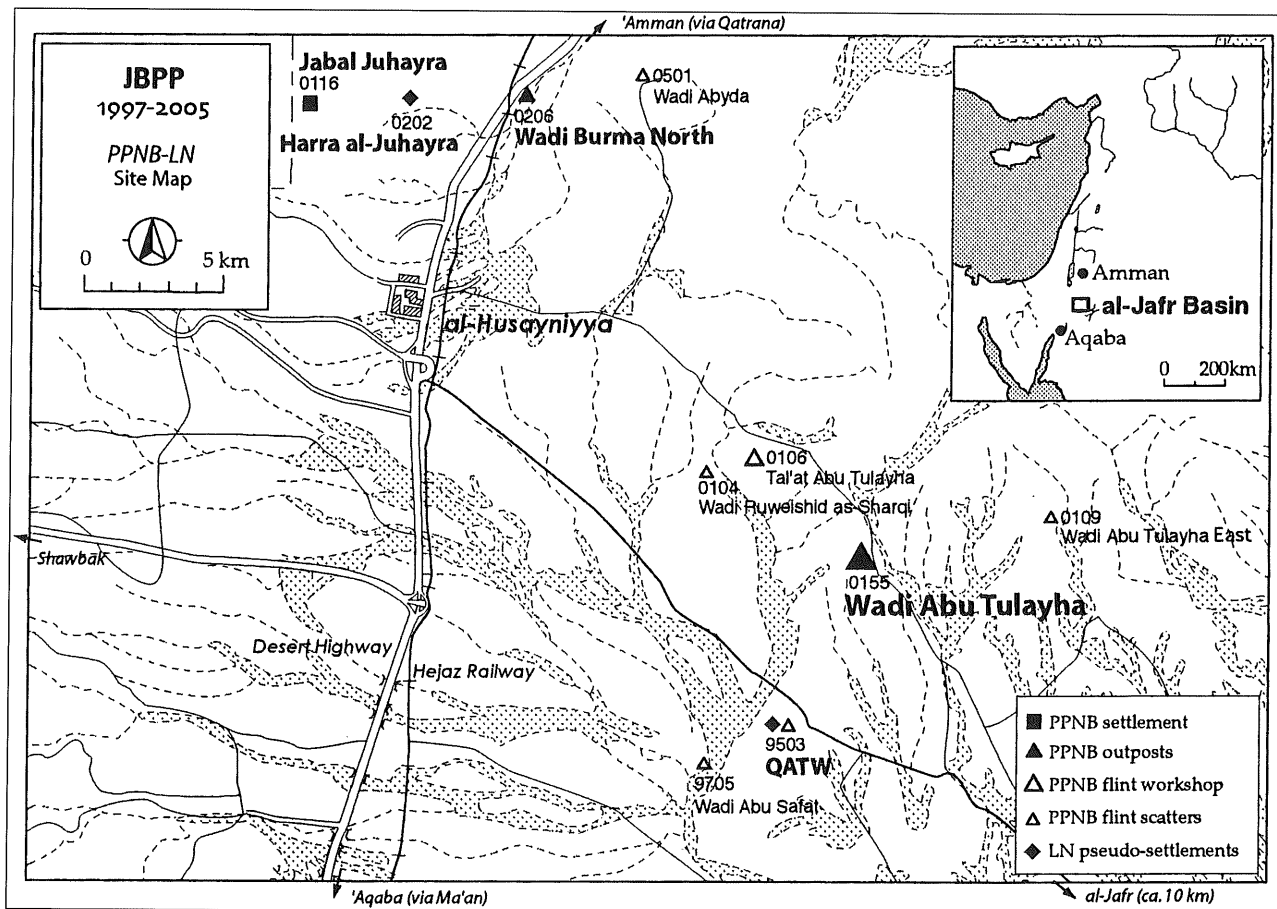 'Amman (via Qatrana)
JBPP
1997-2005
PPNB-LN
Site Map
0 5 km
Jabal Juhayra
0116
0202
Harra al-Juhayra
0206
Wadi Burma North
0501
Wadi Abyda
Amman
al-Jafr Basin
Aqaba
0 200km
al-Husayniyya
0106
Tal'at Abu Tulayha
0104
Wadi Ruweishid as-Sharqi
0109
Wadi Abu Tulayha East
0155
Wadi Abu Tulayha
Shawbak
Desert Highway
Hejaz Railway
9503
QATW
9705
Wadi Abu Safat
PPNB settlement
PPNB outposts
PPNB flint workshop
PPNB flint scatters
LN pseudo-settlements
'Aqaba (via Ma'an)
al-Jafr (ca. 10 km)